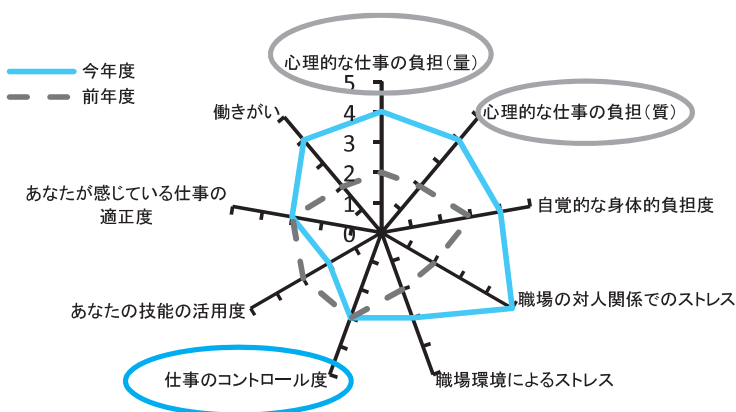 心理的な仕事の負担(量)
今年度
前年度
5
4
3
2
1
0
働きがい
心理的な仕事の負担(質)
あなたが感じている仕事の
適正度
自覚的な身体的負担度
あなたの技能の活用度
職場の対人関係でのストレス
仕事のコントロール度
職場環境によるストレス